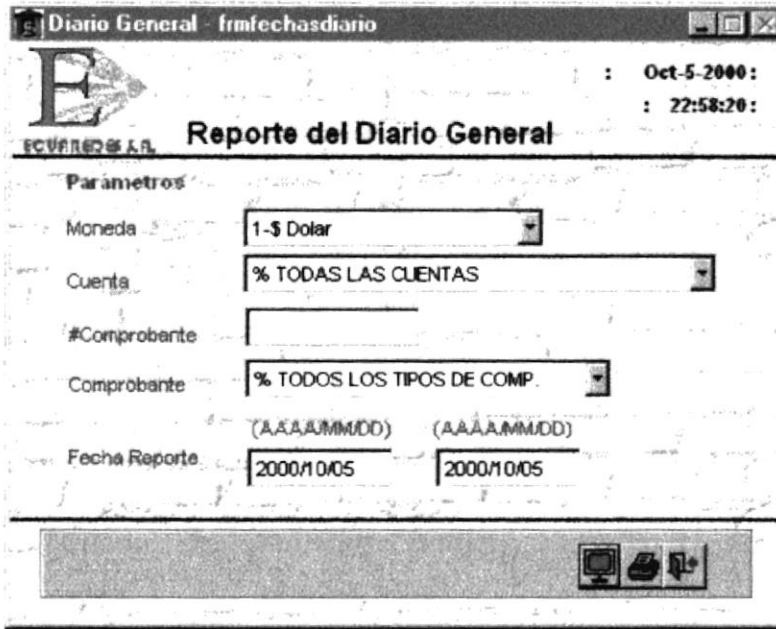 Diario General - frmfechasdiario
: Oct-5-2000:
: 22:58:20:
E
ECUAREDES S.A.
Reporte del Diario General
Parámetros
Moneda 1-$ Dolar
Cuenta % TODAS LAS CUENTAS
#Comprobante
Comprobante % TODOS LOS TIPOS DE COMP.
(AAAA/MM/DD) (AAAA/MM/DD)
Fecha Reporte 2000/10/05 2000/10/05